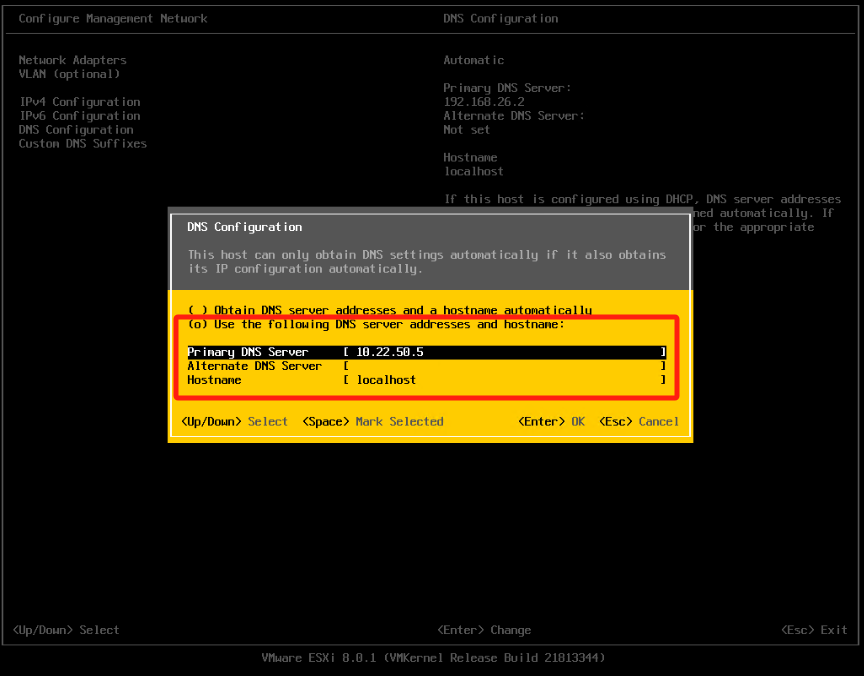 Configure Management Network
DNS Configuration
Network Adapters
VLAN (optional)
IPv4 Configuration
IPv6 Configuration
DNS Configuration
Custom DNS Suffixes
Automatic
Primary DNS Server:
192.168.26.2
Alternate DNS Server:
Not set
Hostname
localhost
If this host is configured using DHCP, DNS server addresses
ned automatically. If
or the appropriate
DNS Configuration
This host can only obtain DNS settings automatically if it also obtains
its IP configuration automatically.
( ) Obtain DNS server addresses and a hostname automatically
(o) Use the following DNS server addresses and hostname:
Primary DNS Server [ 10.22.50.5 ]
Alternate DNS Server [ ]
Hostname [ localhost ]
<Up/Down> Select <Space> Mark Selected <Enter> OK <Esc> Cancel
<Up/Down> Select <Enter> Change <Esc> Exit
VMware ESXi 8.0.1 (VMKernel Release Build 21813344)